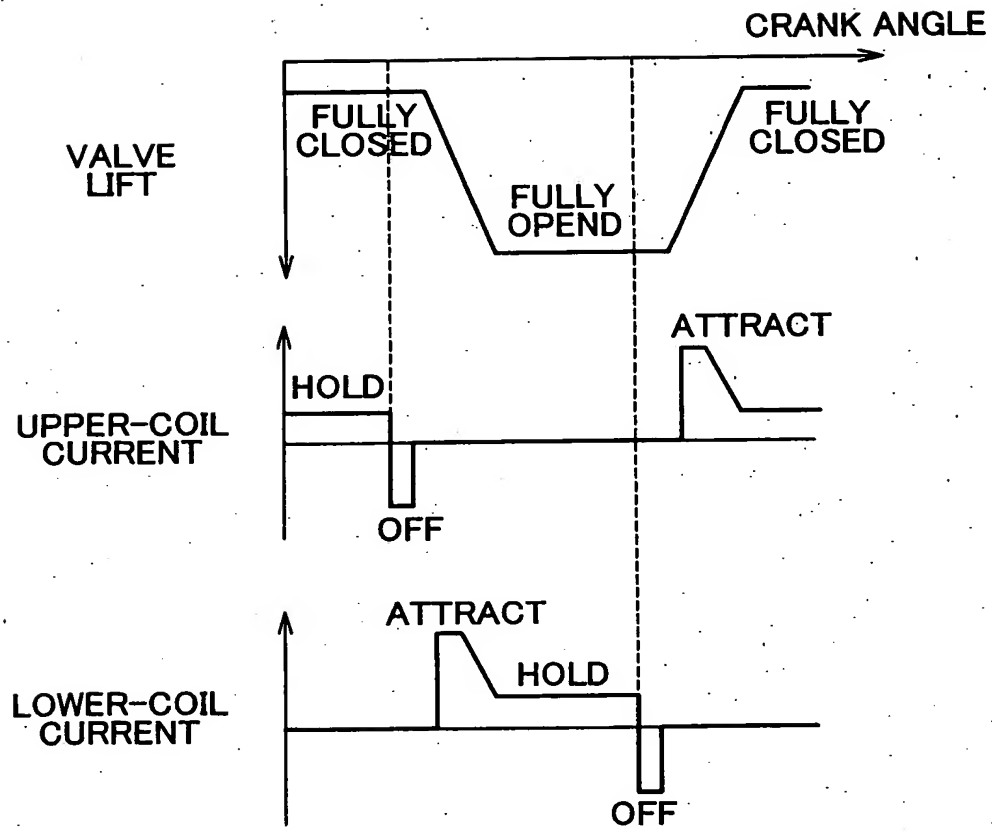 CRANK ANGLE
VALVE
LIFT
FULLY
CLOSED
FULLY
OPEND
FULLY
CLOSED
UPPER-COIL
CURRENT
HOLD
OFF
ATTRACT
LOWER-COIL
CURRENT
ATTRACT
HOLD
OFF